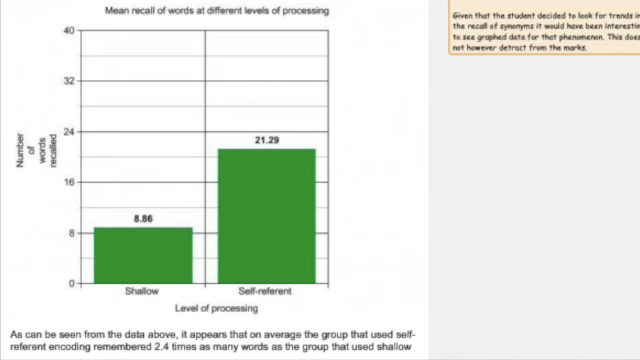 Mean recall of words at different levels of processing
40
32
24
16
8
0
Number
of
words
recalled
8.86
21.29
Shallow
Self-referent
Level of processing
As can be seen from the data above, it appears that on average the group that used self-
referent encoding remembered 2.4 times as many words as the group that used shallow
Given that the student decided to look for trends in
the recall of synonyms it would have been
to see graphed data for that phenomenon. This
not however detract from the marks.